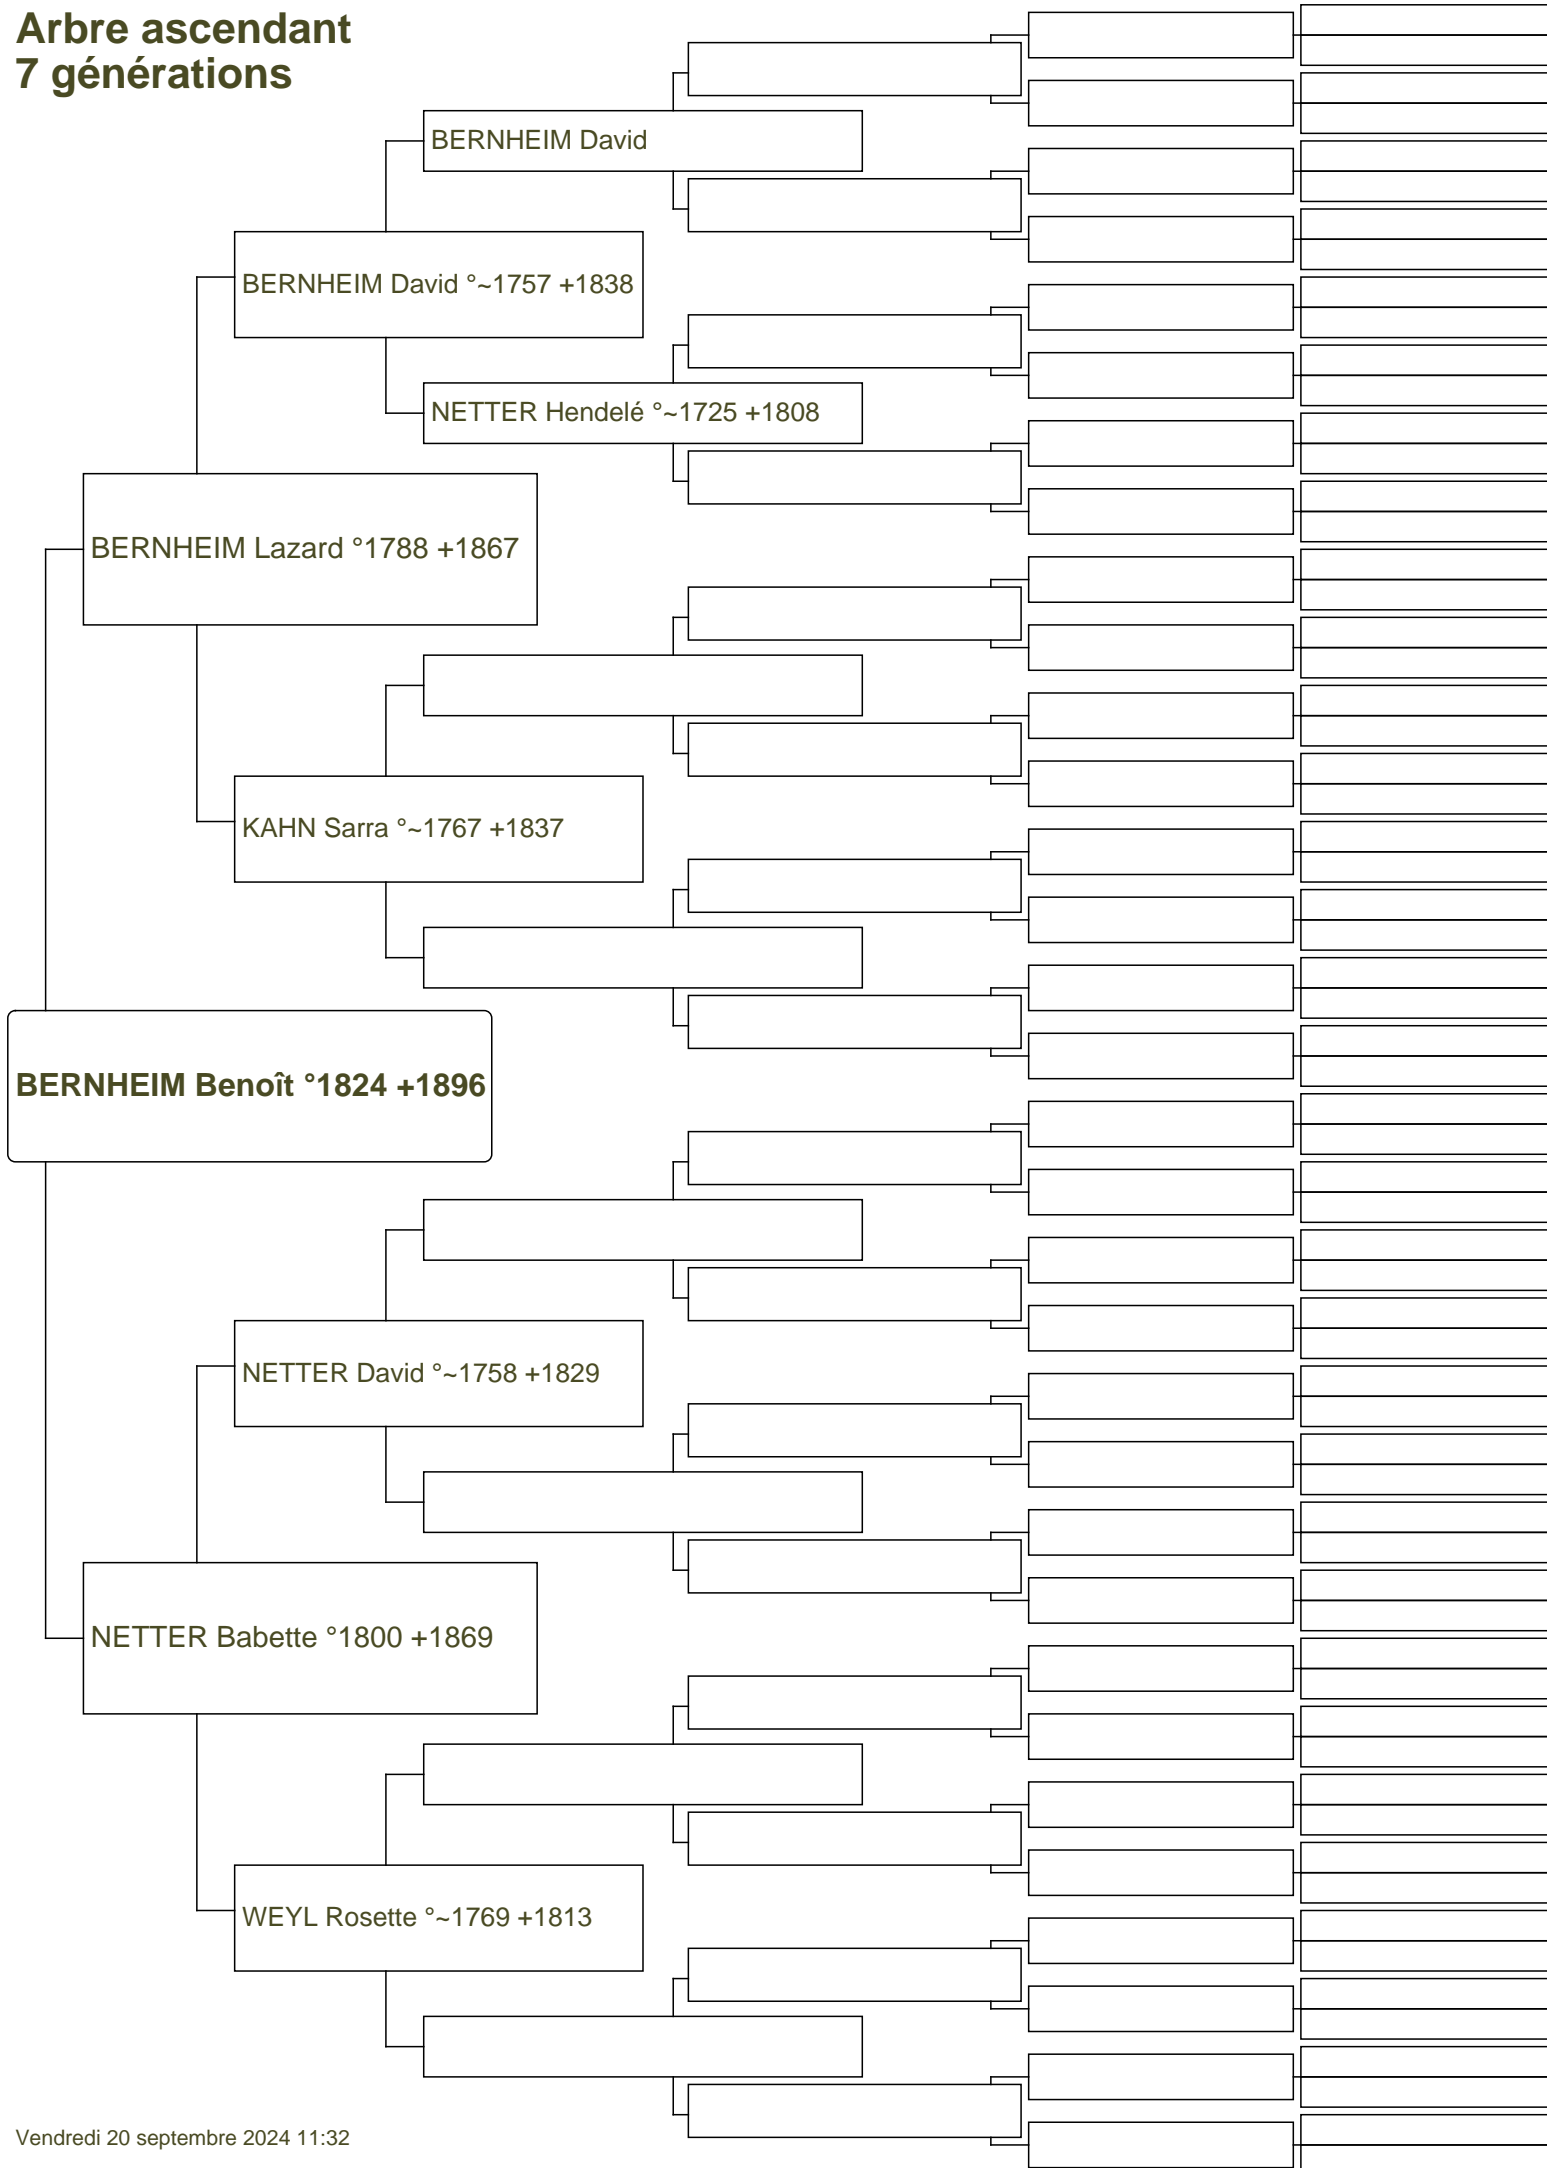 Arbre ascendant
7 générations
BERNHEIM David
BERNHEIM David °~1757 +1838
NETTER Hendelé °~1725 +1808
BERNHEIM Lazard °1788 +1867
KAHN Sarra °~1767 +1837
BERNHEIM Benoît °1824 +1896
NETTER David °~1758 +1829
NETTER Babette °1800 +1869
WEYL Rosette °~1769 +1813
Vendredi 20 septembre 2024 11:32